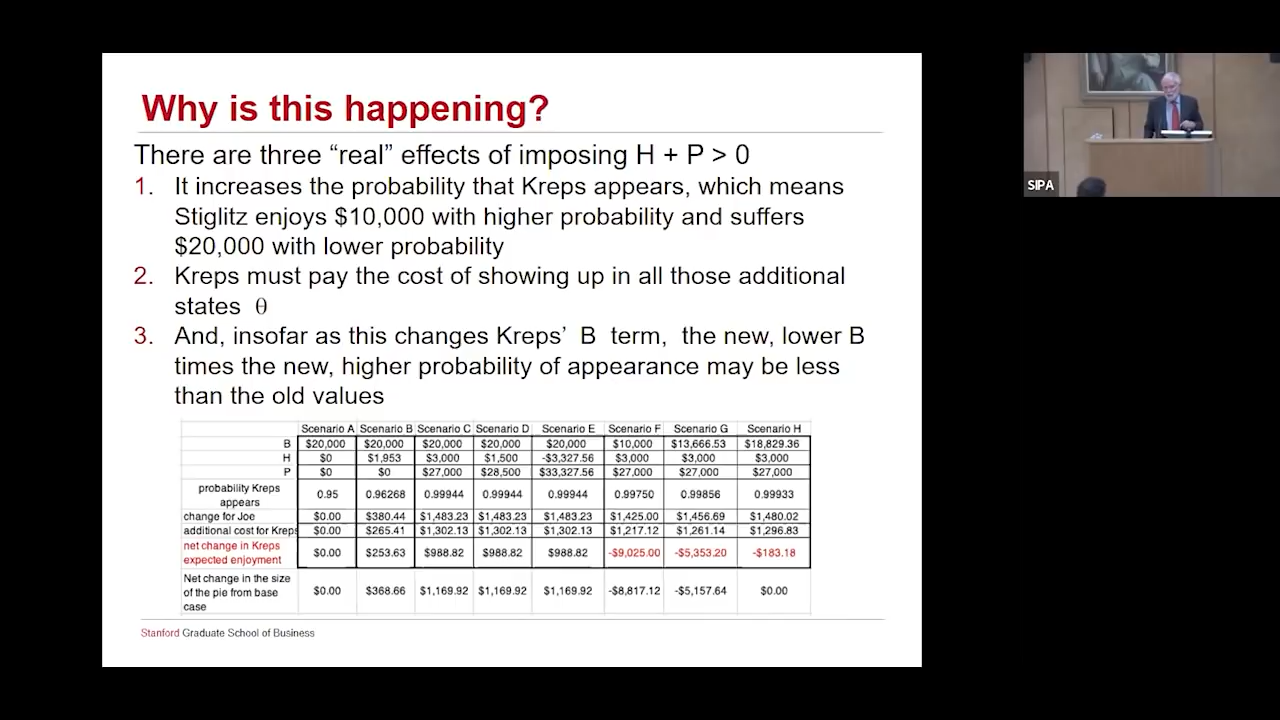 Why is this happening?
There are three “real” effects of imposing H + P > 0
1. It increases the probability that Kreps appears, which means
Stiglitz enjoys $10,000 with higher probability and suffers
$20,000 with lower probability
2. Kreps must pay the cost of showing up in all those additional
states θ
3. And, insofar as this changes Kreps’ B term, the new, lower B
times the new, higher probability of appearance may be less
than the old values
Scenario A Scenario B Scenario C Scenario D Scenario E Scenario F Scenario G Scenario H
B $20,000 $20,000 $20,000 $20,000 $20,000 $10,000 $13,666.53 $18,829.36
H $0 $1,953 $3,000 $1,500 -$3,327.56 $3,000 $3,000 $3,000
P $0 $0 $27,000 $28,500 $33,327.56 $27,000 $27,000 $27,000
probability Kreps
appears 0.95 0.96268 0.99944 0.99944 0.99944 0.99750 0.99856 0.99933
change for Joe $0.00 $380.44 $1,483.23 $1,483.23 $1,483.23 $1,425.00 $1,456.69 $1,480.02
additional cost for Kreps $0.00 $265.41 $1,302.13 $1,302.13 $1,302.13 $1,217.12 $1,261.14 $1,296.83
net change in Kreps
expected enjoyment $0.00 $253.63 $988.82 $988.82 $988.82 -$9,025.00 -$5,353.20 -$183.18
Net change in the size
of the pie from base
case $0.00 $368.66 $1,169.92 $1,169.92 $1,169.92 -$8,817.12 -$5,157.64 $0.00
Stanford Graduate School of Business
SIPA